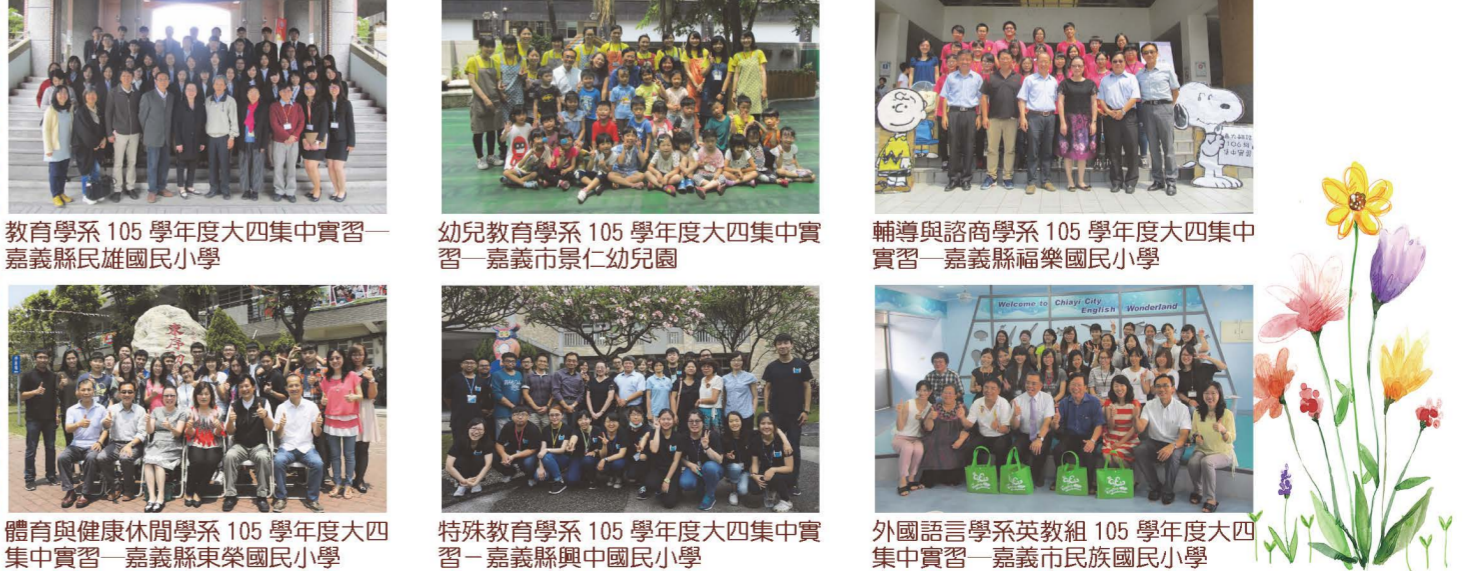 教育學系 105 學年度大四集中實習—
嘉義縣民雄國民小學
幼兒教育學系 105 學年度大四集中實
習—嘉義市景仁幼兒園
輔導與諮商學系 105 學年度大四集中
實習—嘉義縣福樂國民小學
Welcome to Chiayi City
English Wonderland
體育與健康休閒學系 105 學年度大四
集中實習—嘉義縣東榮國民小學
特殊教育學系 105 學年度大四集中實
習－嘉義縣興中國民小學
外國語言學系英教組 105 學年度大四
集中實習—嘉義市民族國民小學